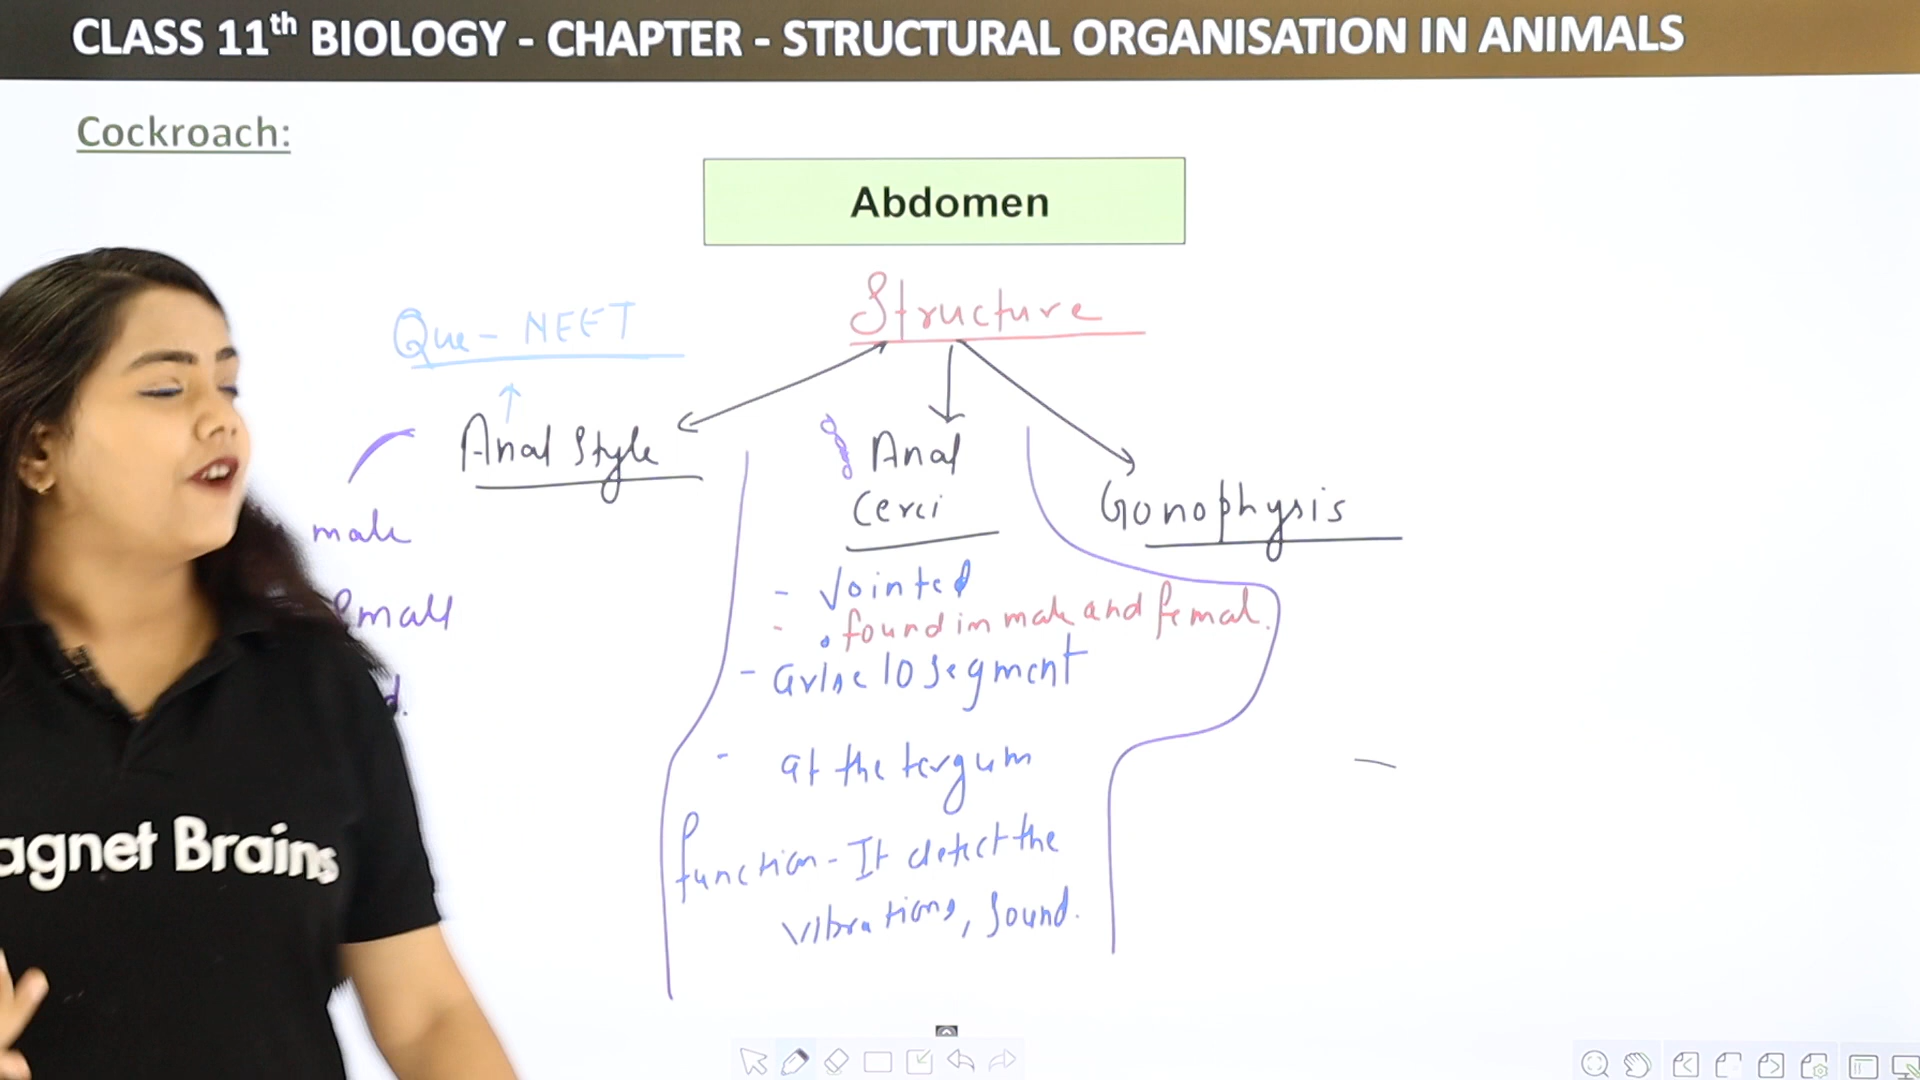 CLASS 11th BIOLOGY - CHAPTER - STRUCTURAL ORGANISATION IN ANIMALS
Cockroach:
Abdomen
Structure
Que - NEET
Anal Style
Anal
Cerci
Gonophysis
male
- Jointed
- . found in male and femal.
- Arise 10 segment
- at the tergum
function - It detect the
vibrations, sound.
agnet Brains